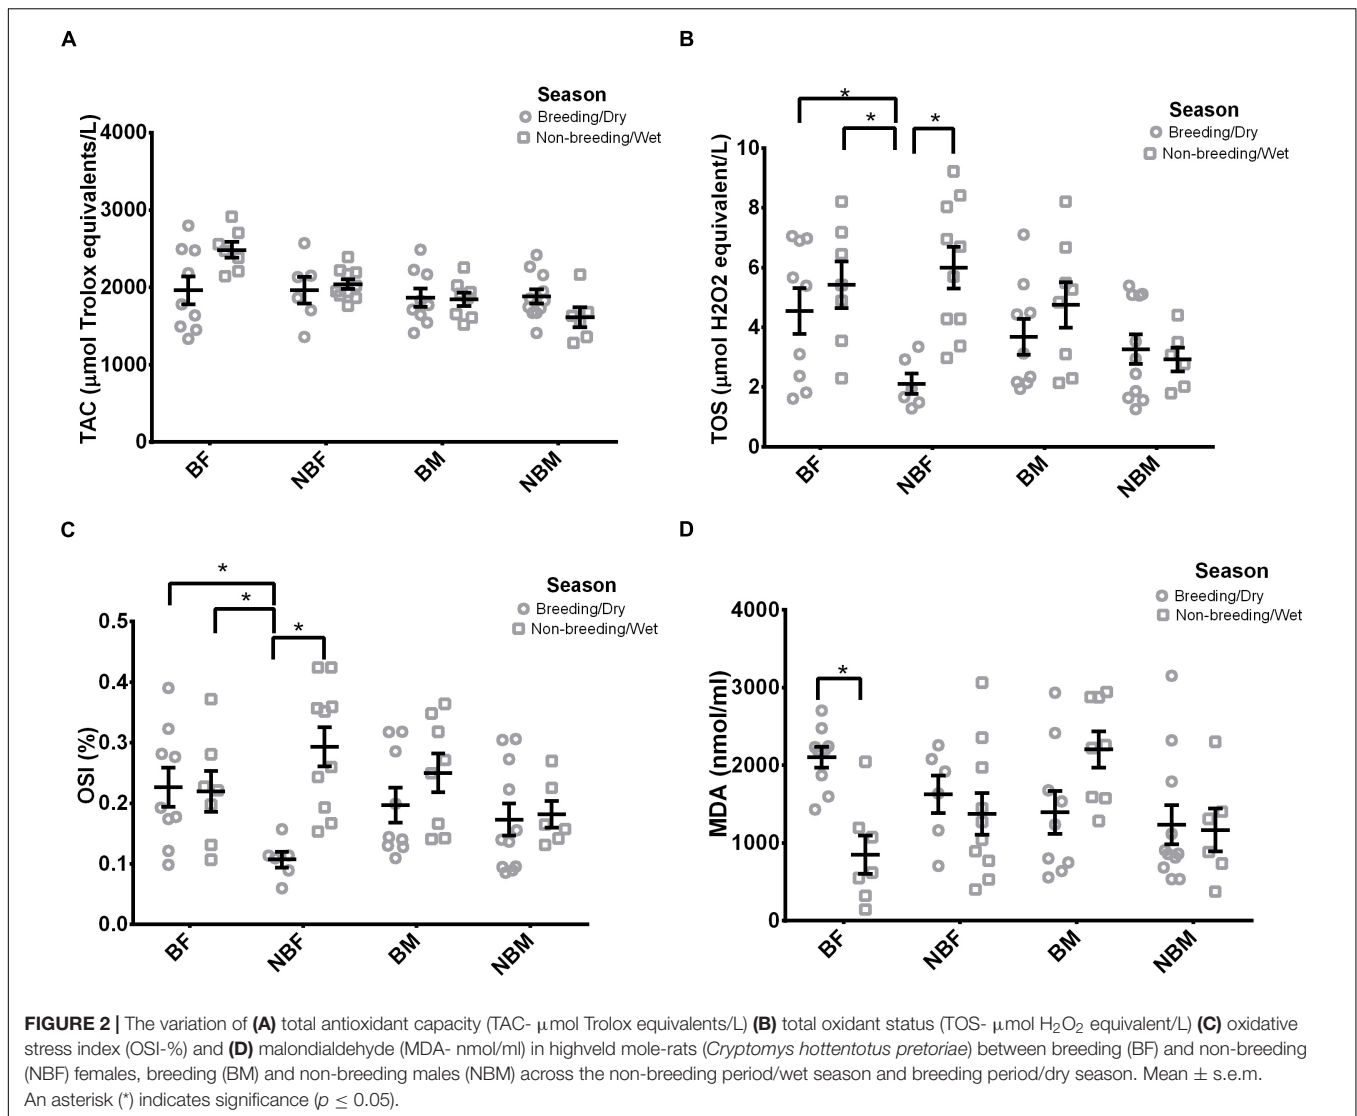 A
Season
Breeding/Dry
Non-breeding/Wet
TAC (μmol Trolox equivalents/L)
4000
3000
2000
1000
0
BF
NBF
BM
NBM
B
Season
Breeding/Dry
Non-breeding/Wet
TOS (μmol H2O2 equivalent/L)
* * *
10
8
6
4
2
0
BF
NBF
BM
NBM
C
Season
Breeding/Dry
Non-breeding/Wet
OSI (%)
*
*
*
0.5
0.4
0.3
0.2
0.1
0.0
BF
NBF
BM
NBM
D
Season
Breeding/Dry
Non-breeding/Wet
MDA (nmol/ml)
*
4000
3000
2000
1000
0
BF
NBF
BM
NBM
FIGURE 2 | The variation of (A) total antioxidant capacity (TAC- μmol Trolox equivalents/L) (B) total oxidant status (TOS- μmol H₂O₂ equivalent/L) (C) oxidative
stress index (OSI-%) and (D) malondialdehyde (MDA- nmol/ml) in highveld mole-rats (Cryptomys hottentotus pretoriae) between breeding (BF) and non-breeding
(NBF) females, breeding (BM) and non-breeding males (NBM) across the non-breeding period/wet season and breeding period/dry season. Mean ± s.e.m.
An asterisk (*) indicates significance (p ≤ 0.05).